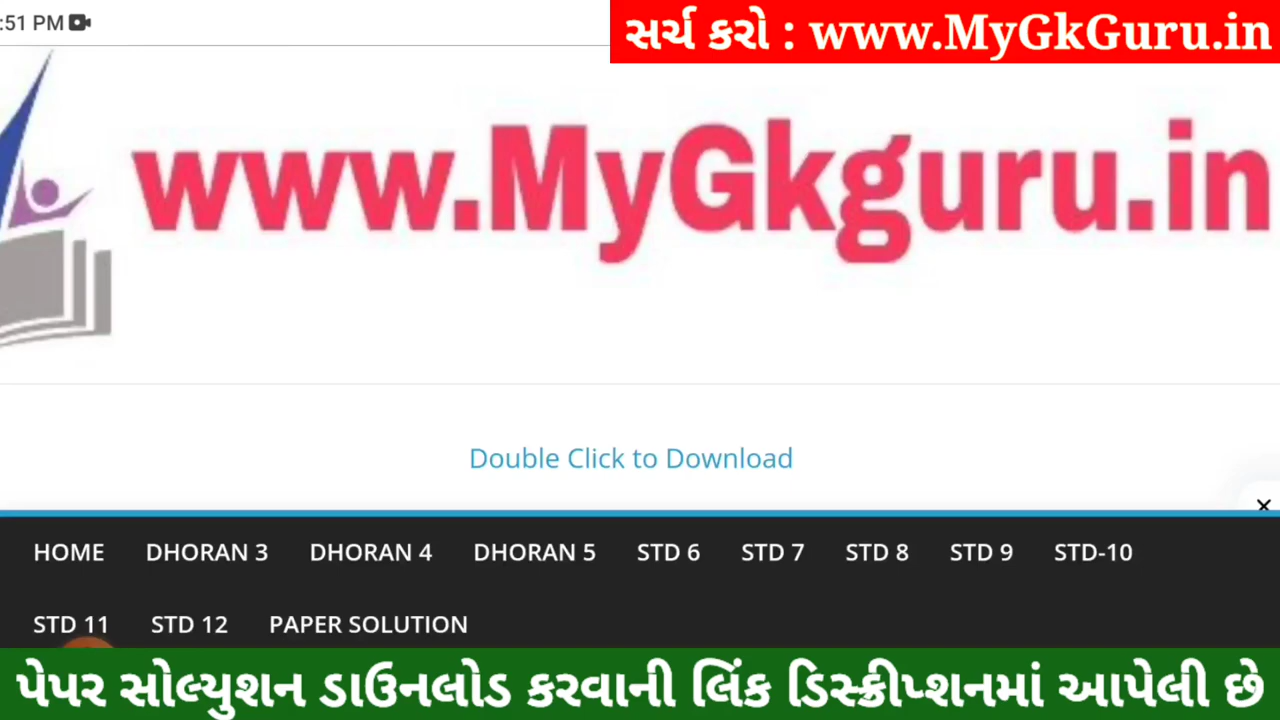 :51 PM
સર્ચ કરો : www.MyGkGuru.in
www.MyGkguru.in
Double Click to Download
×
HOME DHORAN 3 DHORAN 4 DHORAN 5 STD 6 STD 7 STD 8 STD 9 STD-10
STD 11 STD 12 PAPER SOLUTION
પેપર સોલ્યુશન ડાઉનલોડ કરવાની લિંક ડિસ્ક્રીપ્શનમાં આપેલી છે